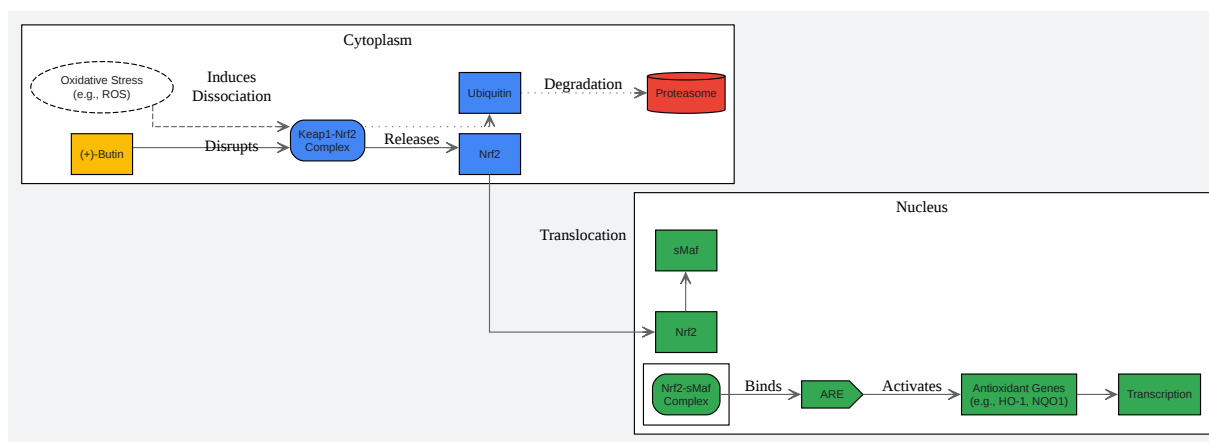 Cytoplasm
Oxidative Stress
(e.g., ROS)
Induces
Dissociation
Ubiquitin
Degradation
Proteasome
(+)-Butin
Disrupts
Keap1-Nrf2
Complex
Releases
Nrf2
Translocation
Nucleus
sMaf
Nrf2
Nrf2-sMaf
Complex
Binds
ARE
Activates
Antioxidant Genes
(e.g., HO-1, NQO1)
Transcription